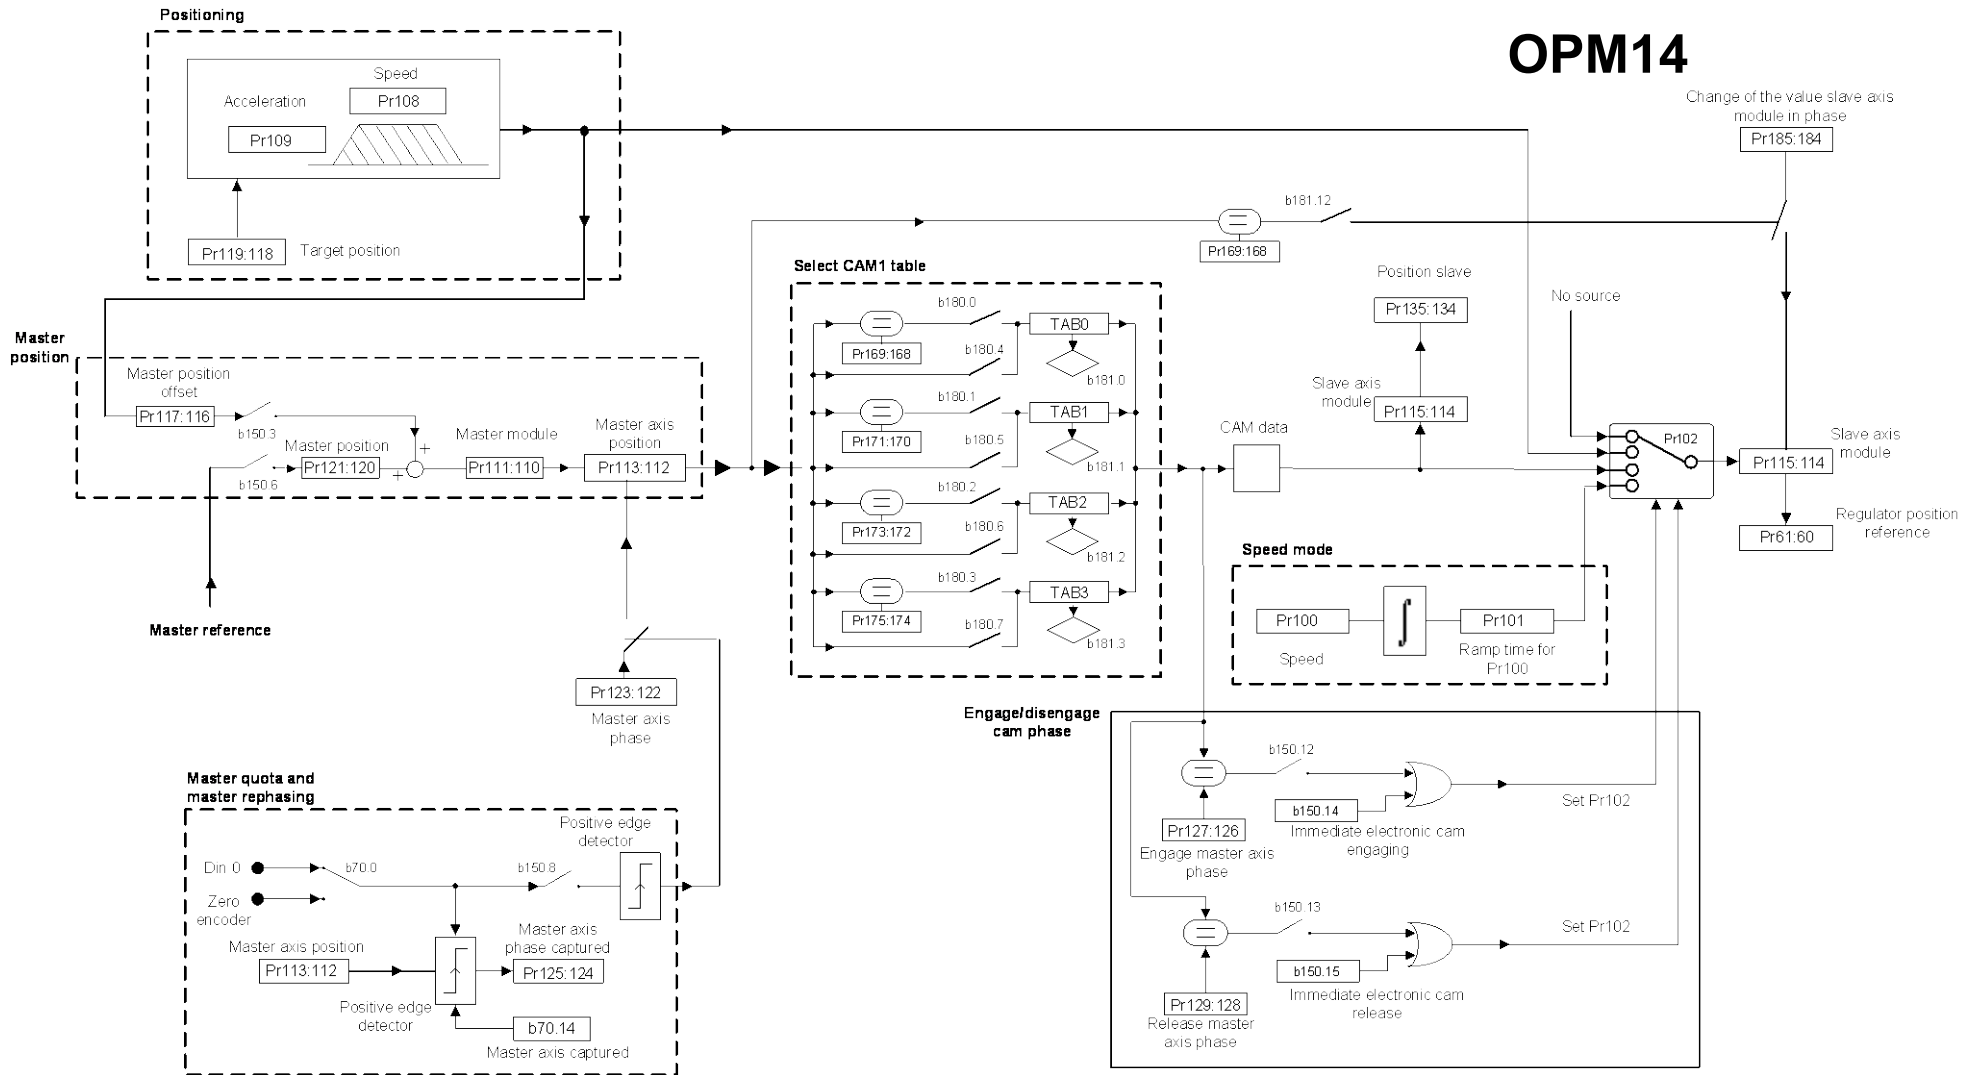 OPM14
Positioning
Speed
Pr108
Acceleration
Pr109
Pr119:118
Target position
Change of the value slave axis
module in phase
Pr185:184
b181.12
Pr169:168
Master
position
Master position
offset
Pr117:116
b150.3
Master position
Pr121:120
b150.6
+
+
Master module
Pr111:110
Master axis
position
Pr113:112
Master reference
Pr123:122
Master axis
phase
Select CAM1 table
b180.0
Pr169:168
b180.4
TAB0
b181.0
b180.1
Pr171:170
b180.5
TAB1
b181.1
b180.2
Pr173:172
b180.6
TAB2
b181.2
b180.3
Pr175:174
b180.7
TAB3
b181.3
CAM data
Position slave
Pr135:134
Slave axis
module
Pr115:114
No source
Pr102
Slave axis
module
Pr115:114
Regulator position
reference
Pr61:60
Speed mode
Pr100
Speed
∫
Pr101
Ramp time for
Pr100
Engage/disengage
cam phase
b150.12
b150.14
Immediate electronic cam
engaging
Pr127:126
Engage master axis
phase
Set Pr102
b150.13
b150.15
Immediate electronic cam
release
Pr129:128
Release master
axis phase
Set Pr102
Master quota and
master rephasing
Din 0
b70.0
Zero
encoder
b150.8
Positive edge
detector
Master axis position
Pr113:112
Positive edge
detector
Master axis
phase captured
Pr125:124
b70.14
Master axis captured